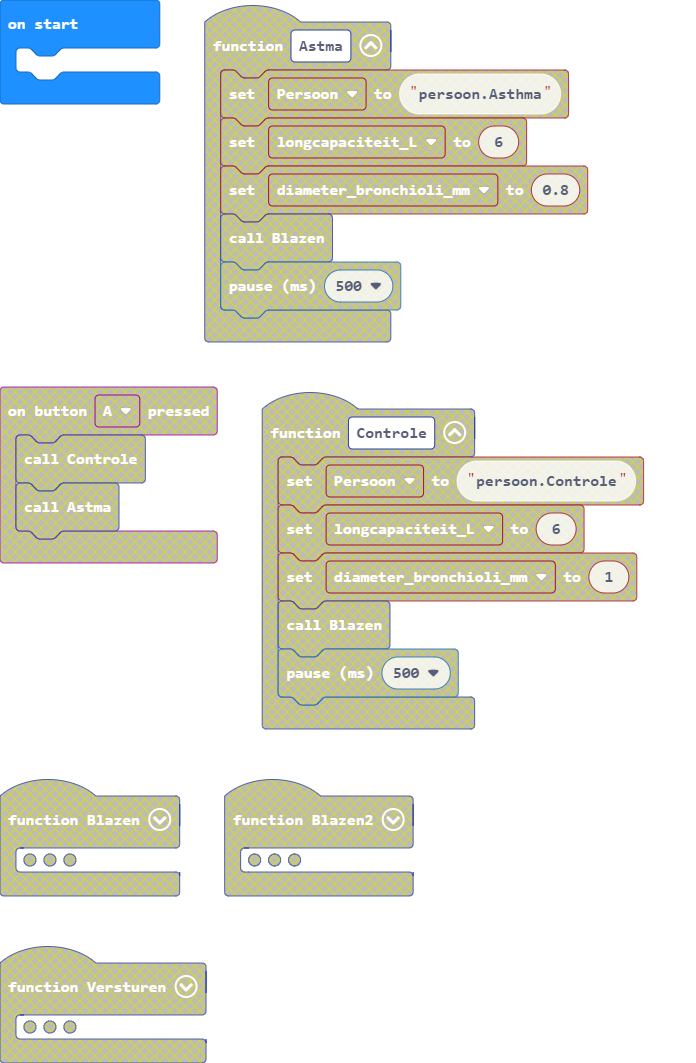 on start
function Astma
set Persoon to "persoon.Asthma"
set longcapaciteit_L to 6
set diameter_bronchioli_mm to 0.8
call Blazen
pause (ms) 500
on button A pressed
call Controle
call Astma
function Controle
set Persoon to "persoon.Controle"
set longcapaciteit_L to 6
set diameter_bronchioli_mm to 1
call Blazen
pause (ms) 500
function Blazen
function Blazen2
function Versturen